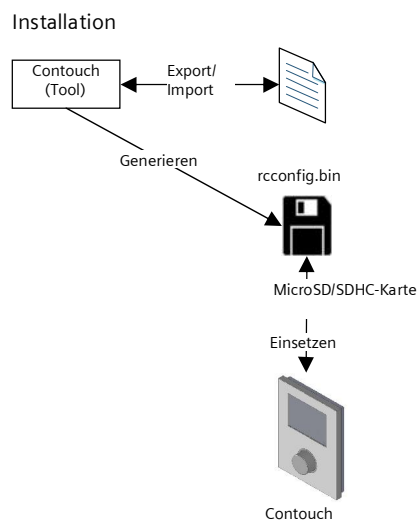 Installation
Contouch
(Tool)
Export/
Import
Generieren
rcconfig.bin
MicroSD/SDHC-Karte
Einsetzen
Contouch